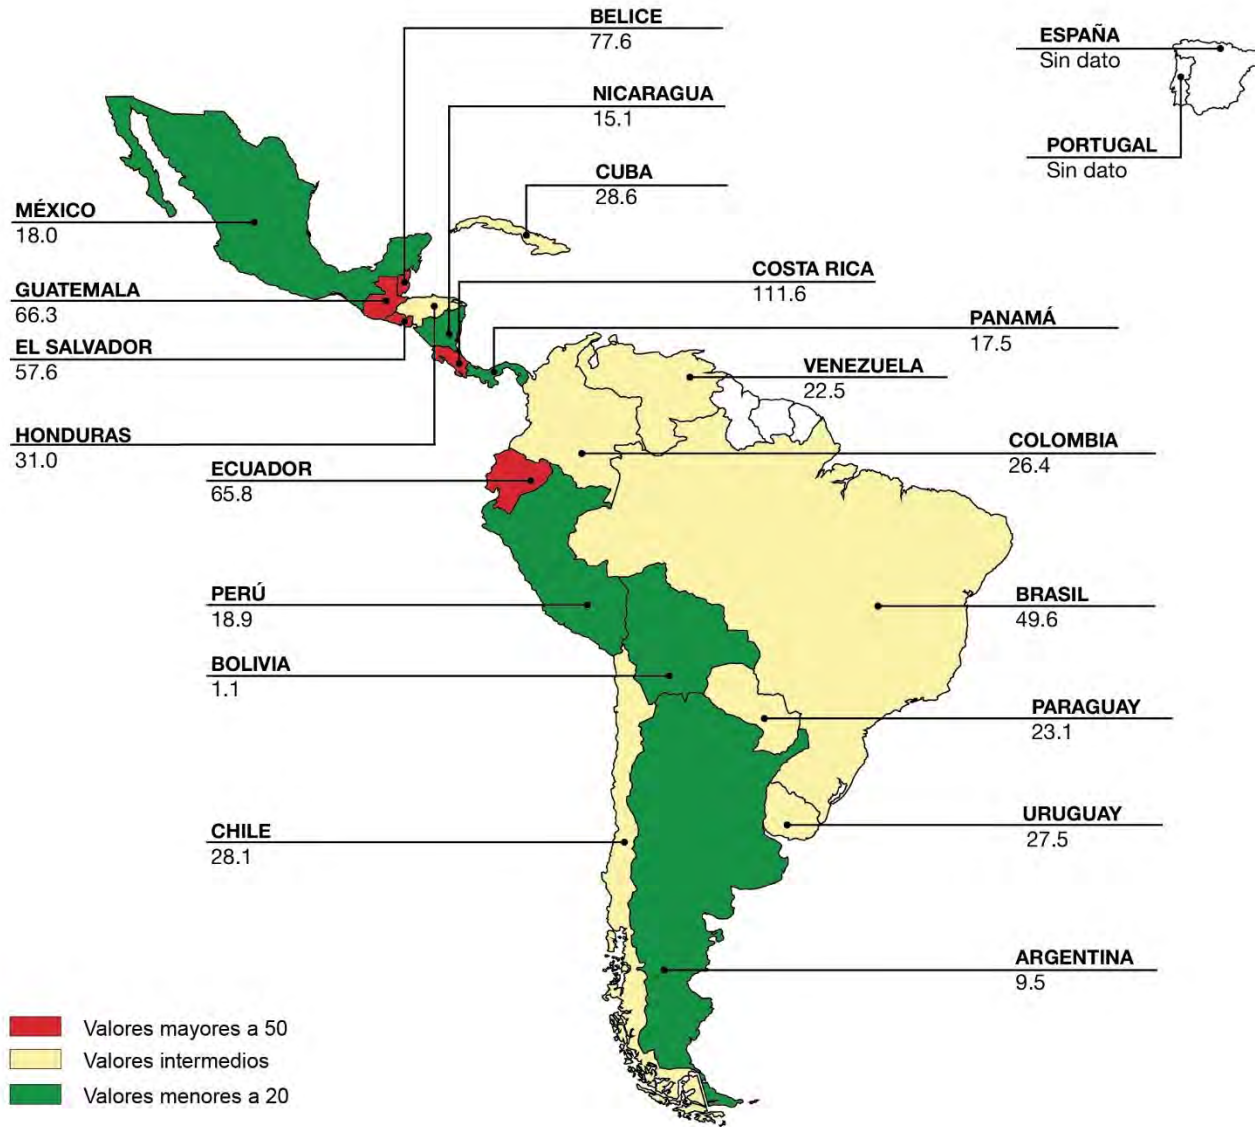 BELICE
77.6
ESPAÑA
Sin dato
NICARAGUA
15.1
PORTUGAL
Sin dato
CUBA
28.6
MÉXICO
18.0
COSTA RICA
111.6
GUATEMALA
66.3
PANAMÁ
17.5
EL SALVADOR
57.6
VENEZUELA
22.5
HONDURAS
31.0
COLOMBIA
26.4
ECUADOR
65.8
PERÚ
18.9
BRASIL
49.6
BOLIVIA
1.1
PARAGUAY
23.1
URUGUAY
27.5
CHILE
28.1
ARGENTINA
9.5
Valores mayores a 50
Valores intermedios
Valores menores a 20